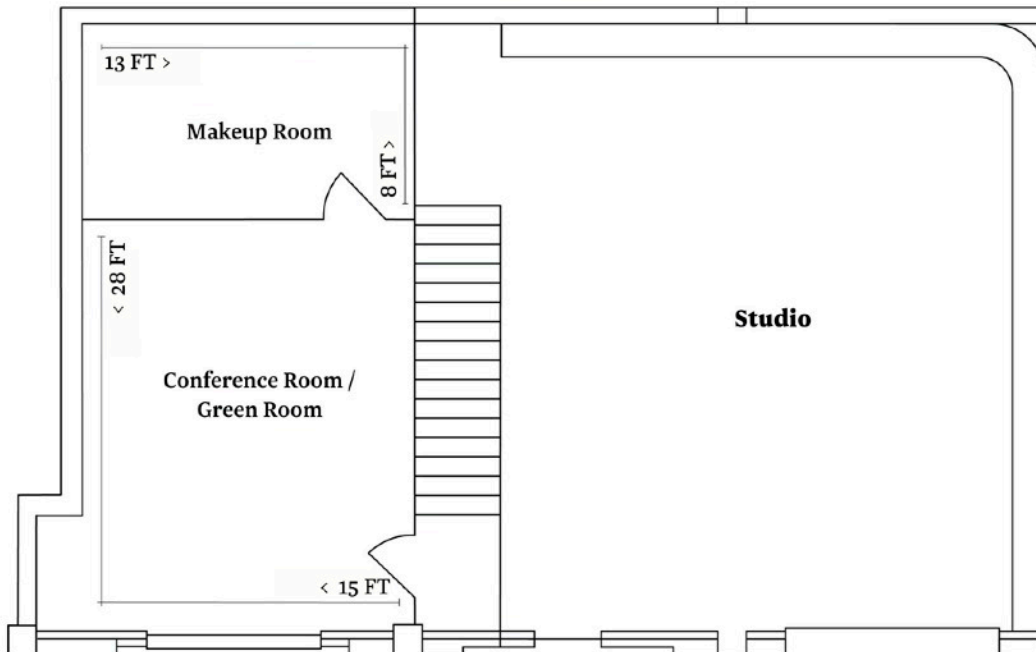 13 FT >
Makeup Room
8 FT >
< 28 FT
Studio
Conference Room /
Green Room
< 15 FT